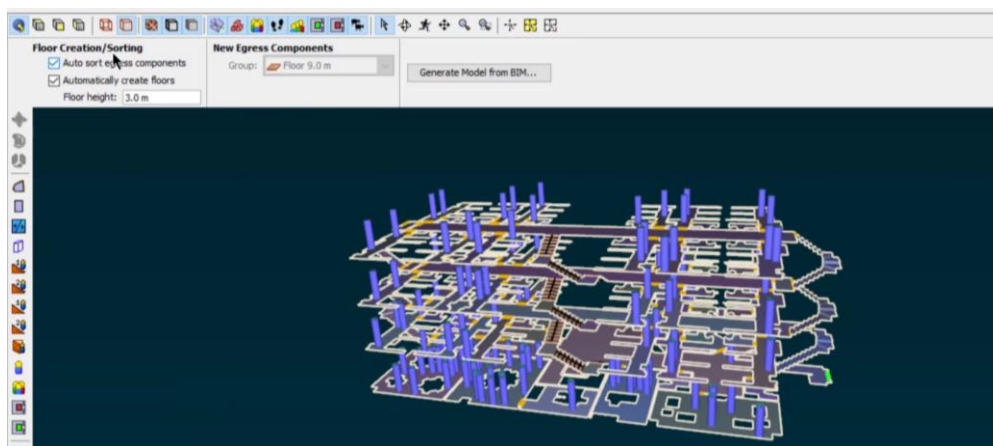 Floor Creation/Sorting
Auto sort egress components
Automatically create floors
Floor height: 3.0 m
New Egress Components
Group: Floor 9.0 m
Generate Model from BIM...